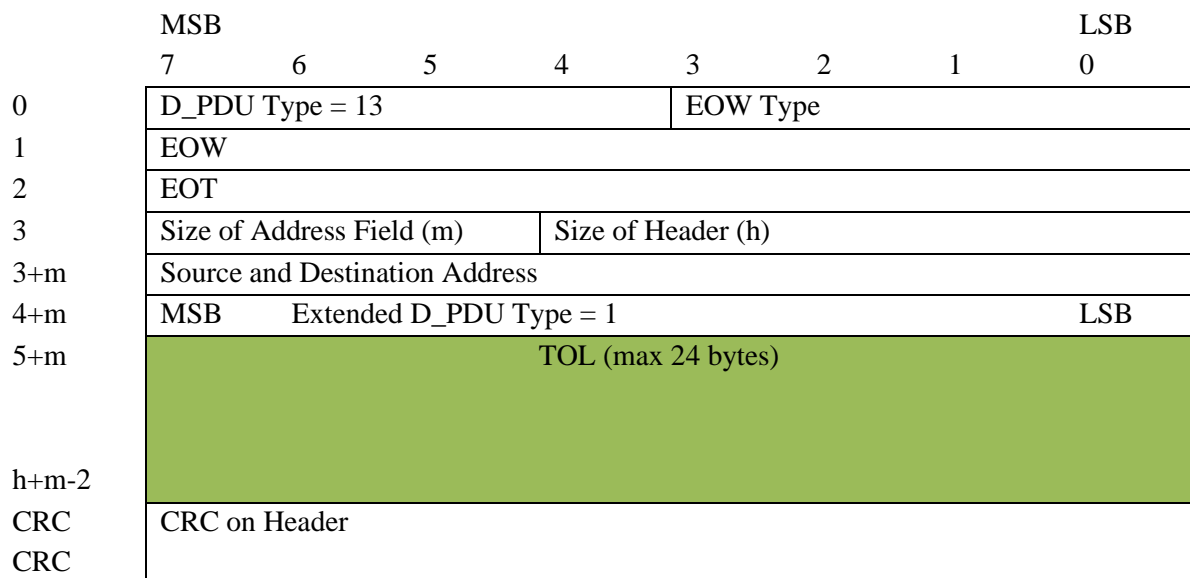 MSB LSB
7 6 5 4 3 2 1 0
0 D_PDU Type = 13 EOW Type
1 EOW
2 EOT
3 Size of Address Field (m) Size of Header (h)
3+m Source and Destination Address
4+m MSB Extended D_PDU Type = 1 LSB
5+m TOL (max 24 bytes)
h+m-2
CRC CRC on Header
CRC